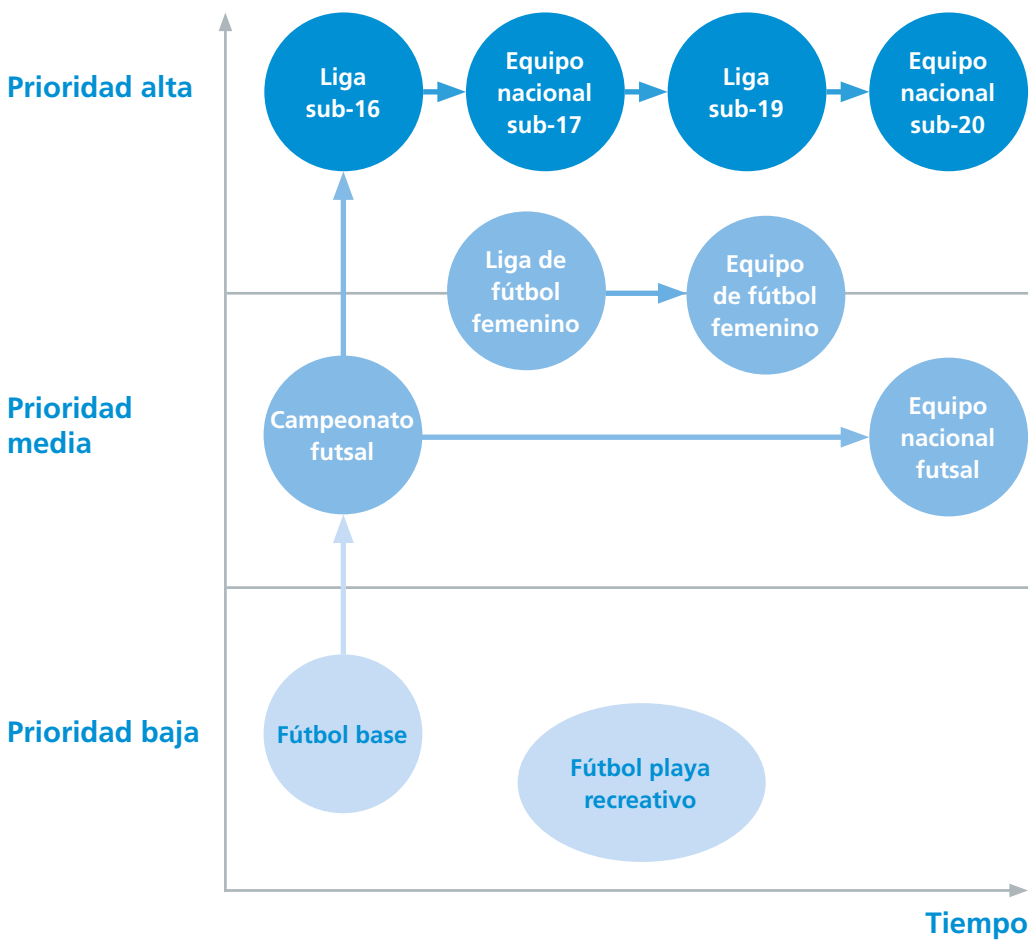 Prioridad alta
Liga
sub-16
Equipo
nacional
sub-17
Liga
sub-19
Equipo
nacional
sub-20
Liga de
fútbol
femenino
Equipo
de fútbol
femenino
Prioridad
media
Campeonato
futsal
Equipo
nacional
futsal
Prioridad baja
Fútbol base
Fútbol playa
recreativo
Tiempo